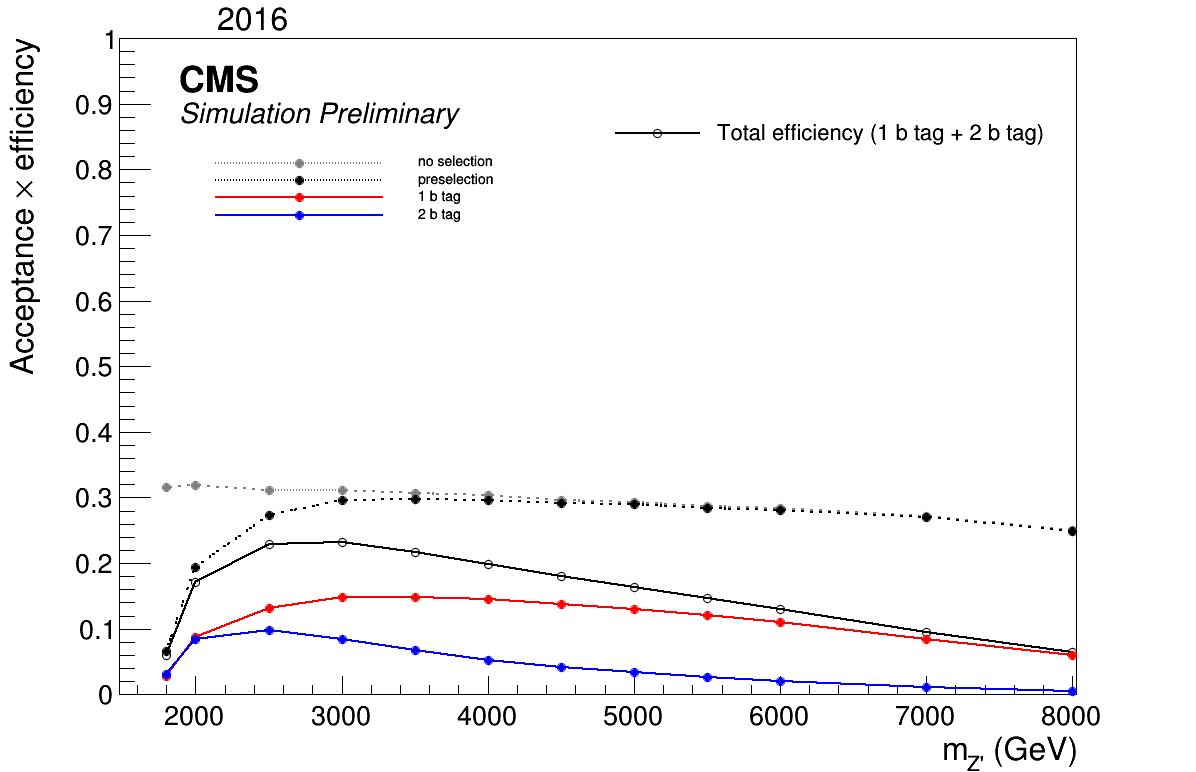 2016
CMS
Simulation Preliminary
no selection
preselection
1 b tag
2 b tag
Total efficiency (1 b tag + 2 b tag)
Acceptance × efficiency
1
0.9
0.8
0.7
0.6
0.5
0.4
0.3
0.2
0.1
0
2000 3000 4000 5000 6000 7000 8000
m_Z' (GeV)